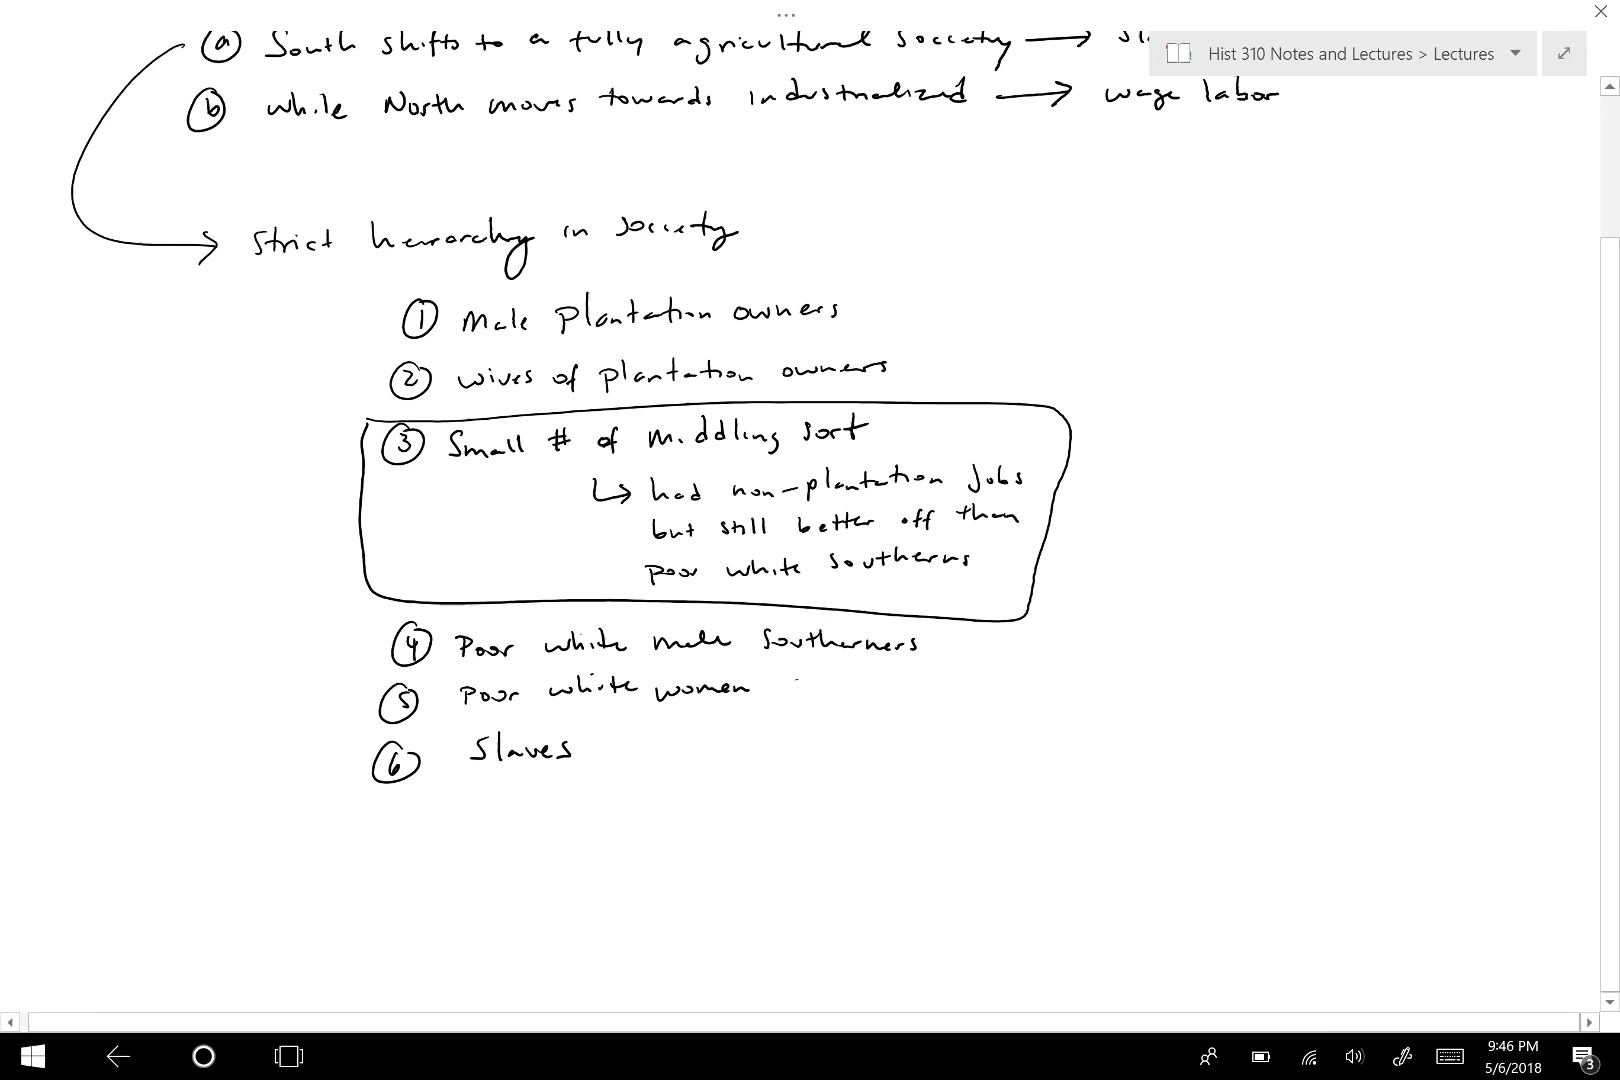 (a) South shifts to a fully agricultural society →
Hist 310 Notes and Lectures > Lectures
(b) while North moves towards industrialized → wage labor
→ Strict heirarchy in society
(1) Male plantation owners
(2) wives of plantation owners
(3) Small # of middling sort
↳ had non-plantation jobs
but still better off than
poor white southerns
(4) Poor white male Southerners
(5) Poor white women
(6) Slaves
9:46 PM
5/6/2018
3